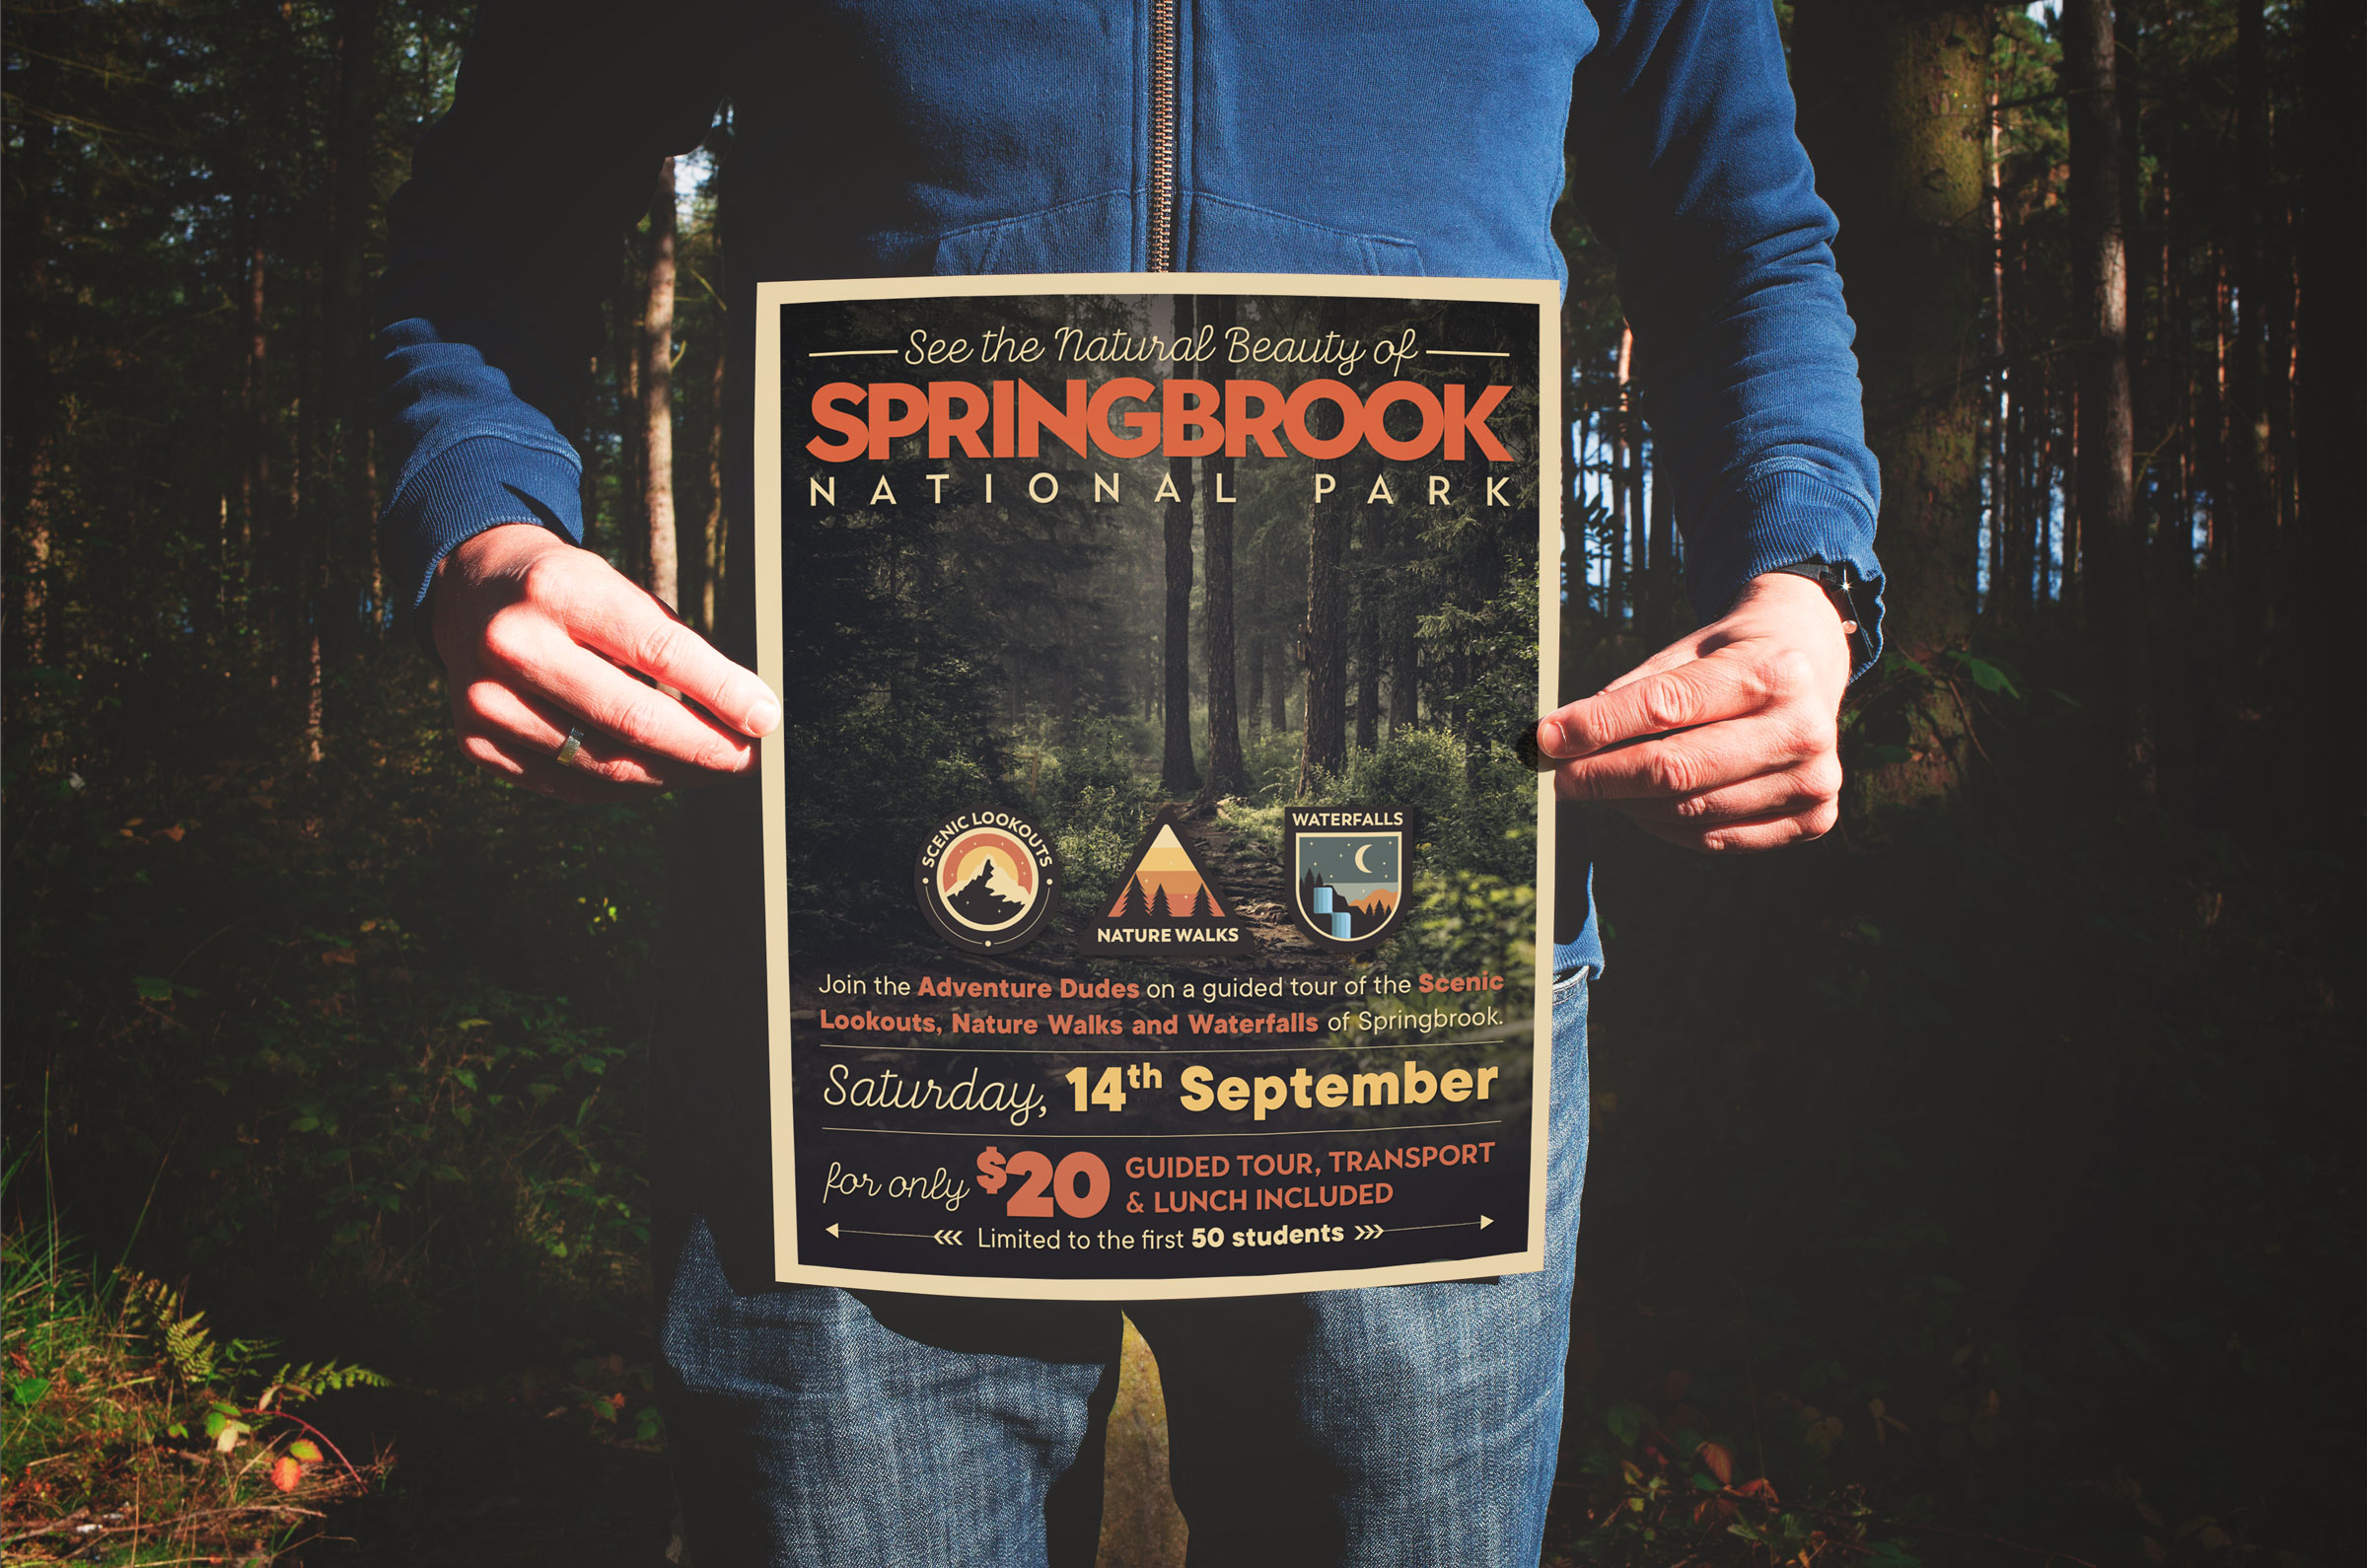 See the Natural Beauty of
SPRINGBROOK
NATIONAL PARK
SCENIC LOOKOUTS
NATURE WALKS
WATERFALLS
Join the Adventure Dudes on a guided tour of the Scenic
Lookouts, Nature Walks and Waterfalls of Springbrook.
Saturday, 14th September
for only $20 GUIDED TOUR, TRANSPORT
& LUNCH INCLUDED
Limited to the first 50 students